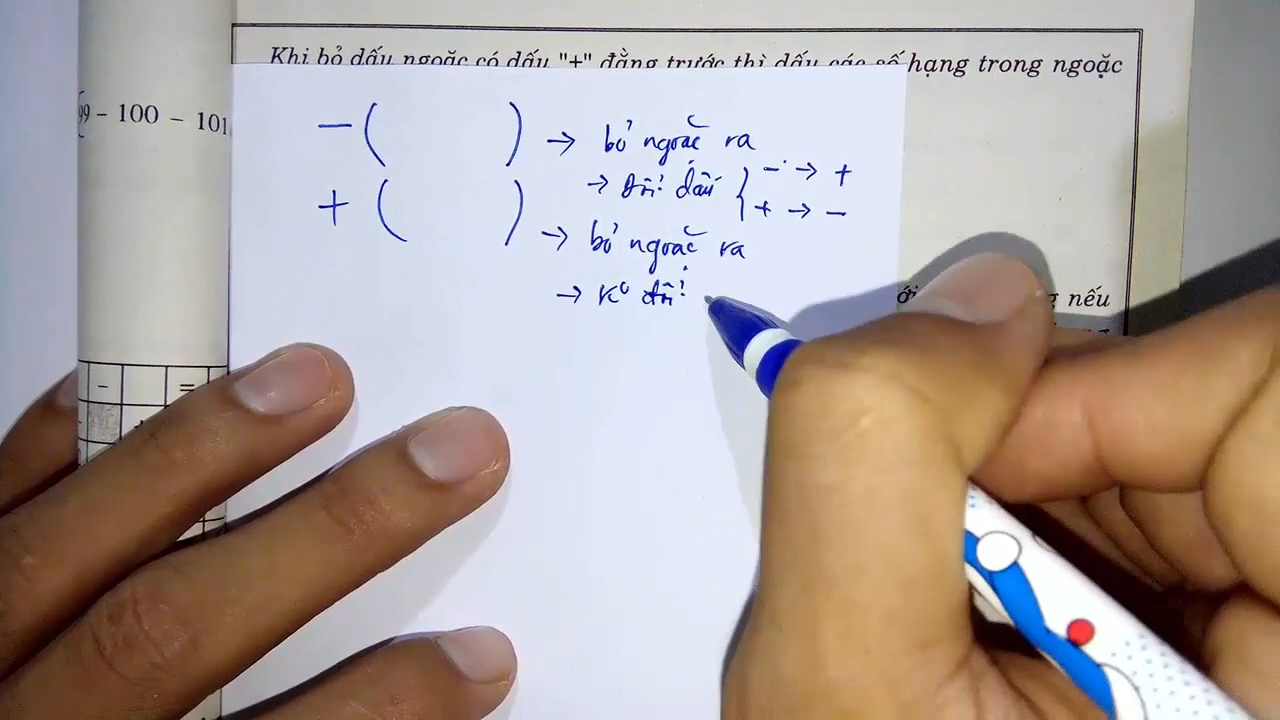 Khi bỏ dấu ngoặc có dấu "+" đằng trước thì dấu các số hạng trong ngoặc
99 – 100 – 101
– ( ) → bỏ ngoặc ra
→ đổi dấu { – → +
+ → –
+ ( ) → bỏ ngoặc ra
→ K° đổi
nếu
– =